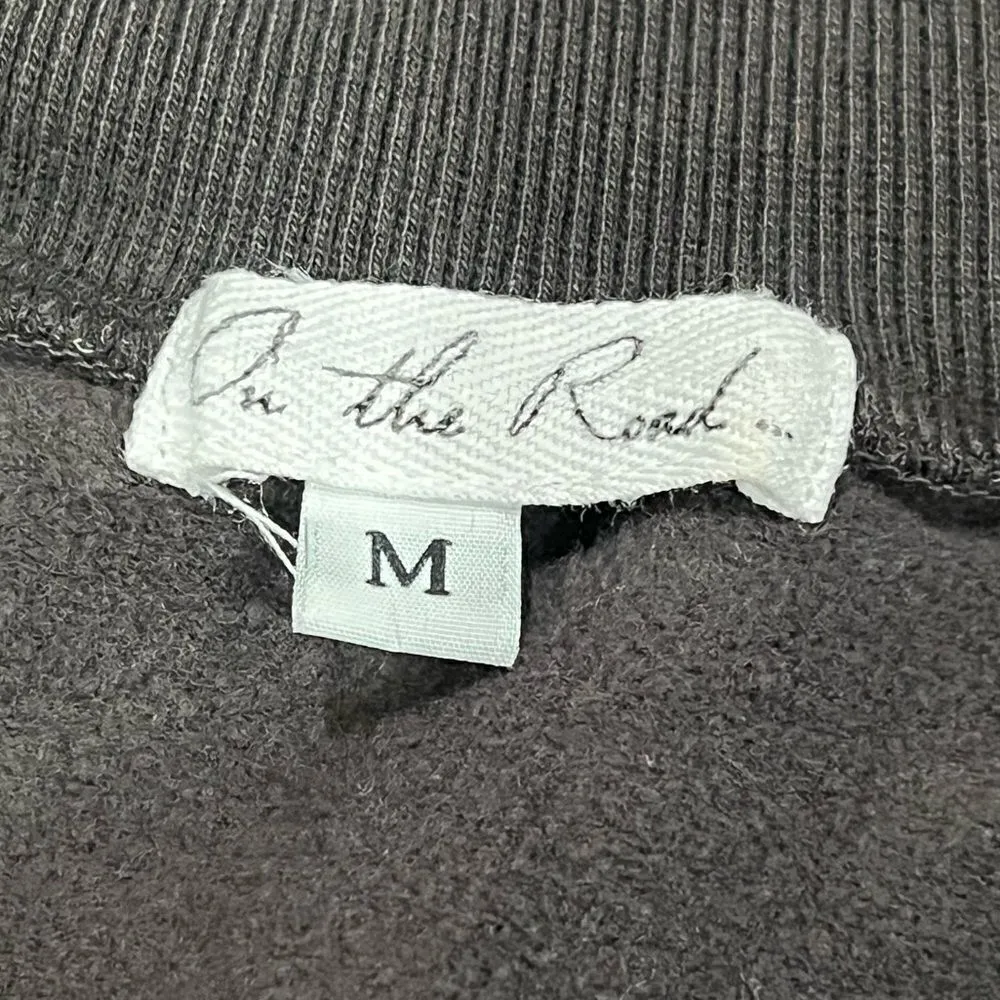 On the Road...
M